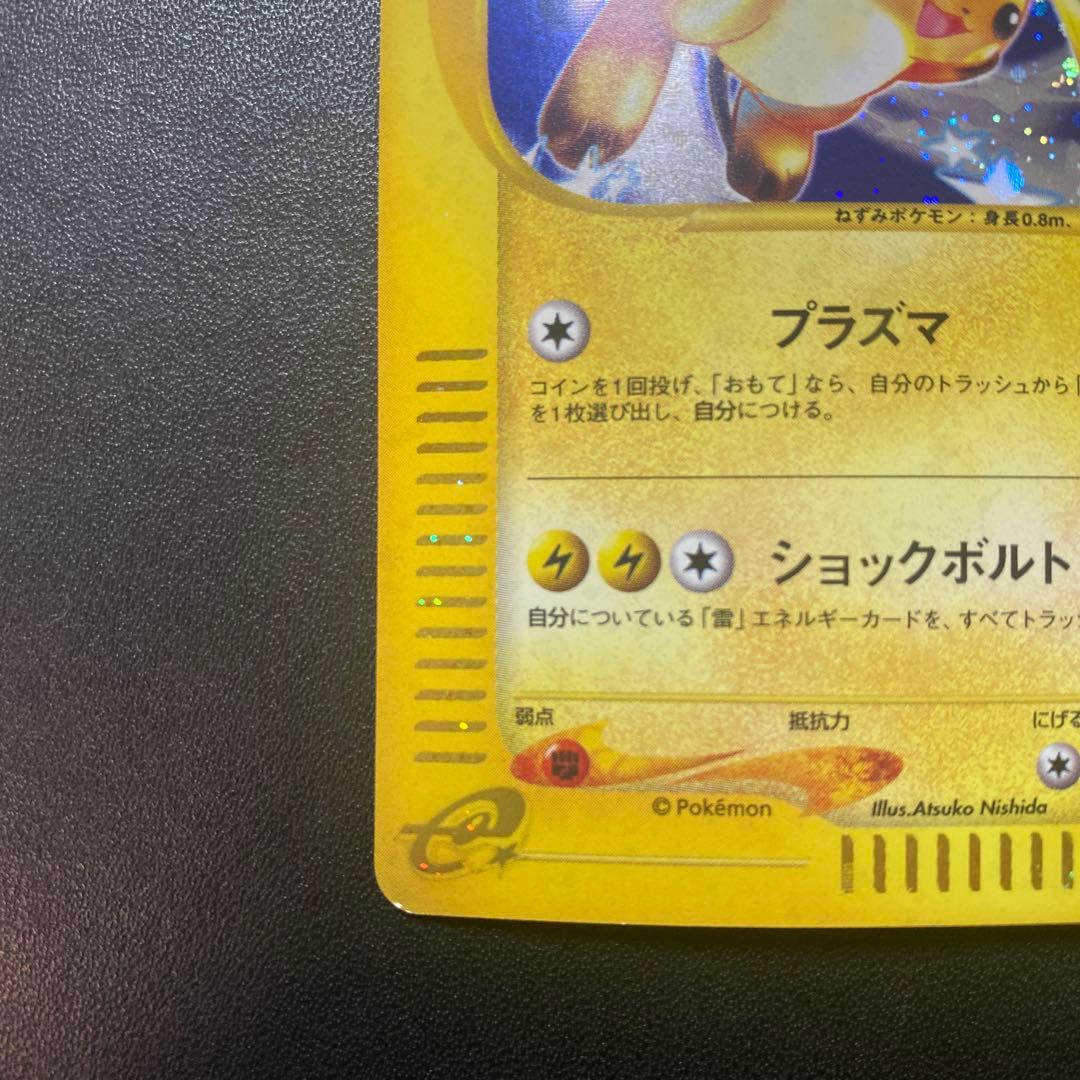 ねずみポケモン：身長0.8m、
プラズマ
コインを1回投げ、「おもて」なら、自分のトラッシュから「
を1枚選び出し、自分につける。
ショックボルト
自分についている「雷」エネルギーカードを、すべてトラッ
弱点
抵抗力
にげる
© Pokémon
Illus.Atsuko Nishida
e